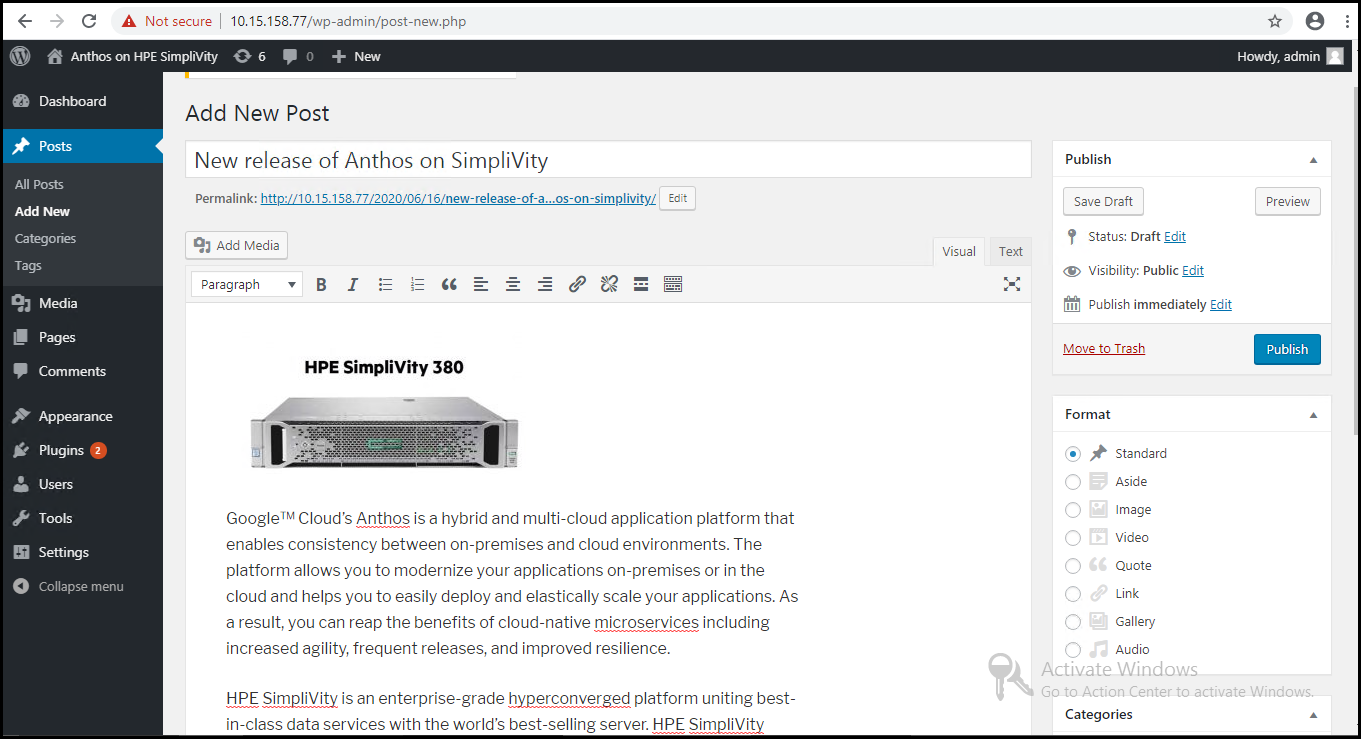 Not secure | 10.15.158.77/wp-admin/post-new.php
Anthos on HPE SimpliVity 6 0 New Howdy, admin
Dashboard
Posts
All Posts
Add New
Categories
Tags
Media
Pages
Comments
Appearance
Plugins 2
Users
Tools
Settings
Collapse menu
Add New Post
New release of Anthos on SimpliVity
Permalink: http://10.15.158.77/2020/06/16/new-release-of-a...os-on-simplivity/ Edit
Add Media
Visual Text
Paragraph
HPE SimpliVity 380
Google™ Cloud's Anthos is a hybrid and multi-cloud application platform that
enables consistency between on-premises and cloud environments. The
platform allows you to modernize your applications on-premises or in the
cloud and helps you to easily deploy and elastically scale your applications. As
a result, you can reap the benefits of cloud-native microservices including
increased agility, frequent releases, and improved resilience.
HPE SimpliVity is an enterprise-grade hyperconverged platform uniting best-
in-class data services with the world's best-selling server. HPE SimpliVity
Publish
Save Draft Preview
Status: Draft Edit
Visibility: Public Edit
Publish immediately Edit
Move to Trash Publish
Format
Standard
Aside
Image
Video
Quote
Link
Gallery
Audio
Activate Windows
Go to Action Center to activate Windows.
Categories